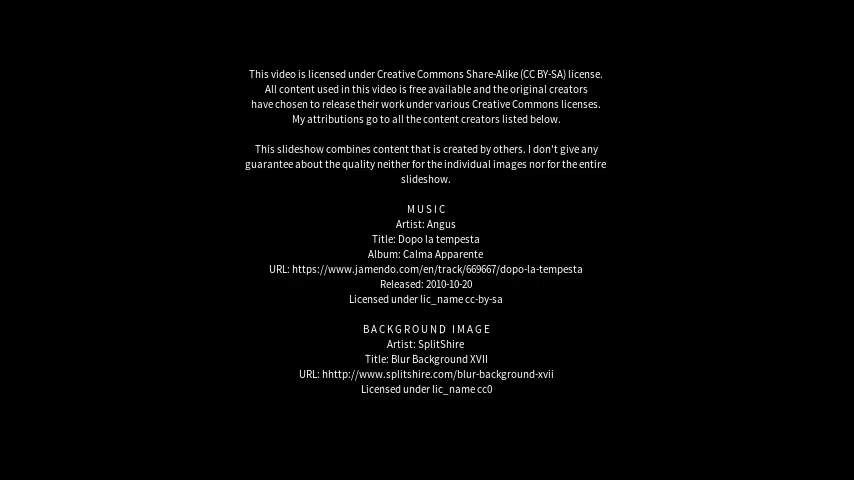 This video is licensed under Creative Commons Share-Alike (CC BY-SA) license.
All content used in this video is free available and the original creators
have chosen to release their work under various Creative Commons licenses.
My attributions go to all the content creators listed below.
This slideshow combines content that is created by others. I don't give any
guarantee about the quality neither for the individual images nor for the entire
slideshow.
M U S I C
Artist: Angus
Title: Dopo la tempesta
Album: Calma Apparente
URL: https://www.jamendo.com/en/track/669667/dopo-la-tempesta
Released: 2010-10-20
Licensed under lic_name cc-by-sa
B A C K G R O U N D   I M A G E
Artist: SplitShire
Title: Blur Background XVII
URL: hhttp://www.splitshire.com/blur-background-xvii
Licensed under lic_name cc0